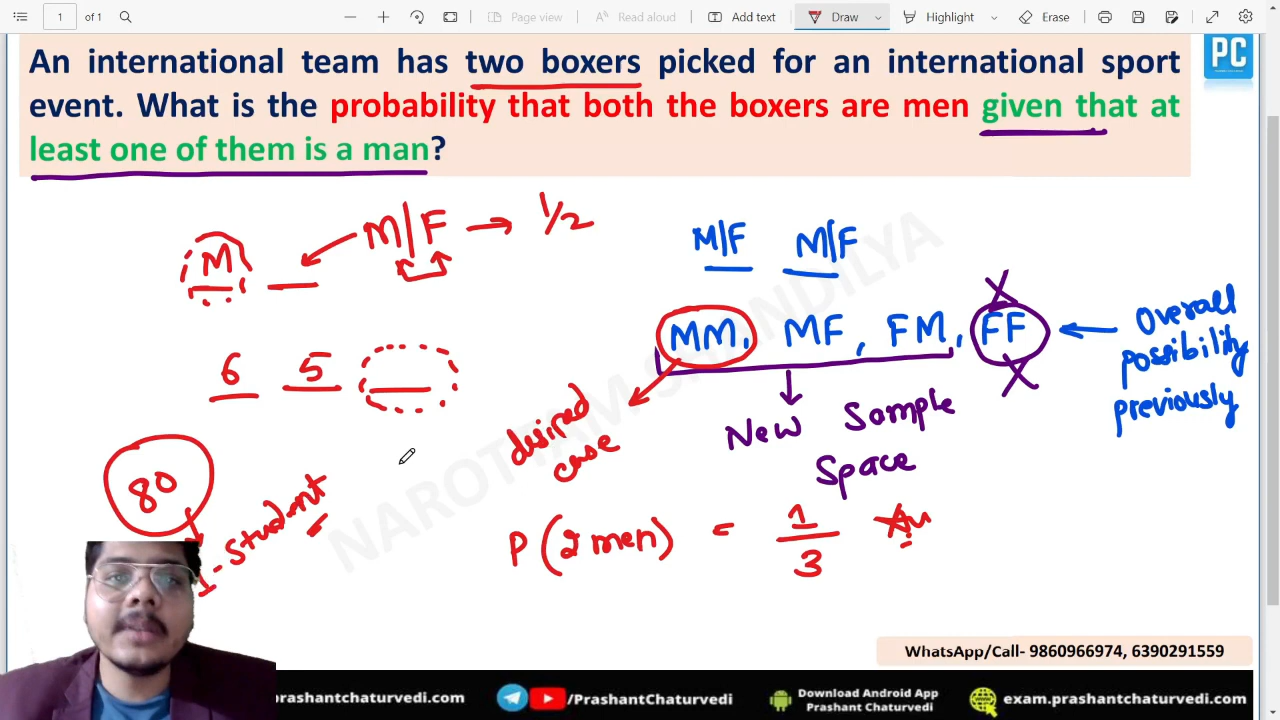 1 of 1 Page view Read aloud Add text Draw Highlight Erase
PC
An international team has two boxers picked for an international sport
event. What is the probability that both the boxers are men given that at
least one of them is a man?
M M/F → 1/2
M/F M/F
MM, MF, FM, FF
Overall
possibility
previously
6 5
desired
case
New Sample
Space
80
1-student
P (2 men) = 1/3
NAROTTAM SHANDILYA
WhatsApp/Call- 9860966974, 6390291559
prashantchaturvedi.com /PrashantChaturvedi Download Android App
Prashant Chaturvedi exam.prashantchaturvedi.com